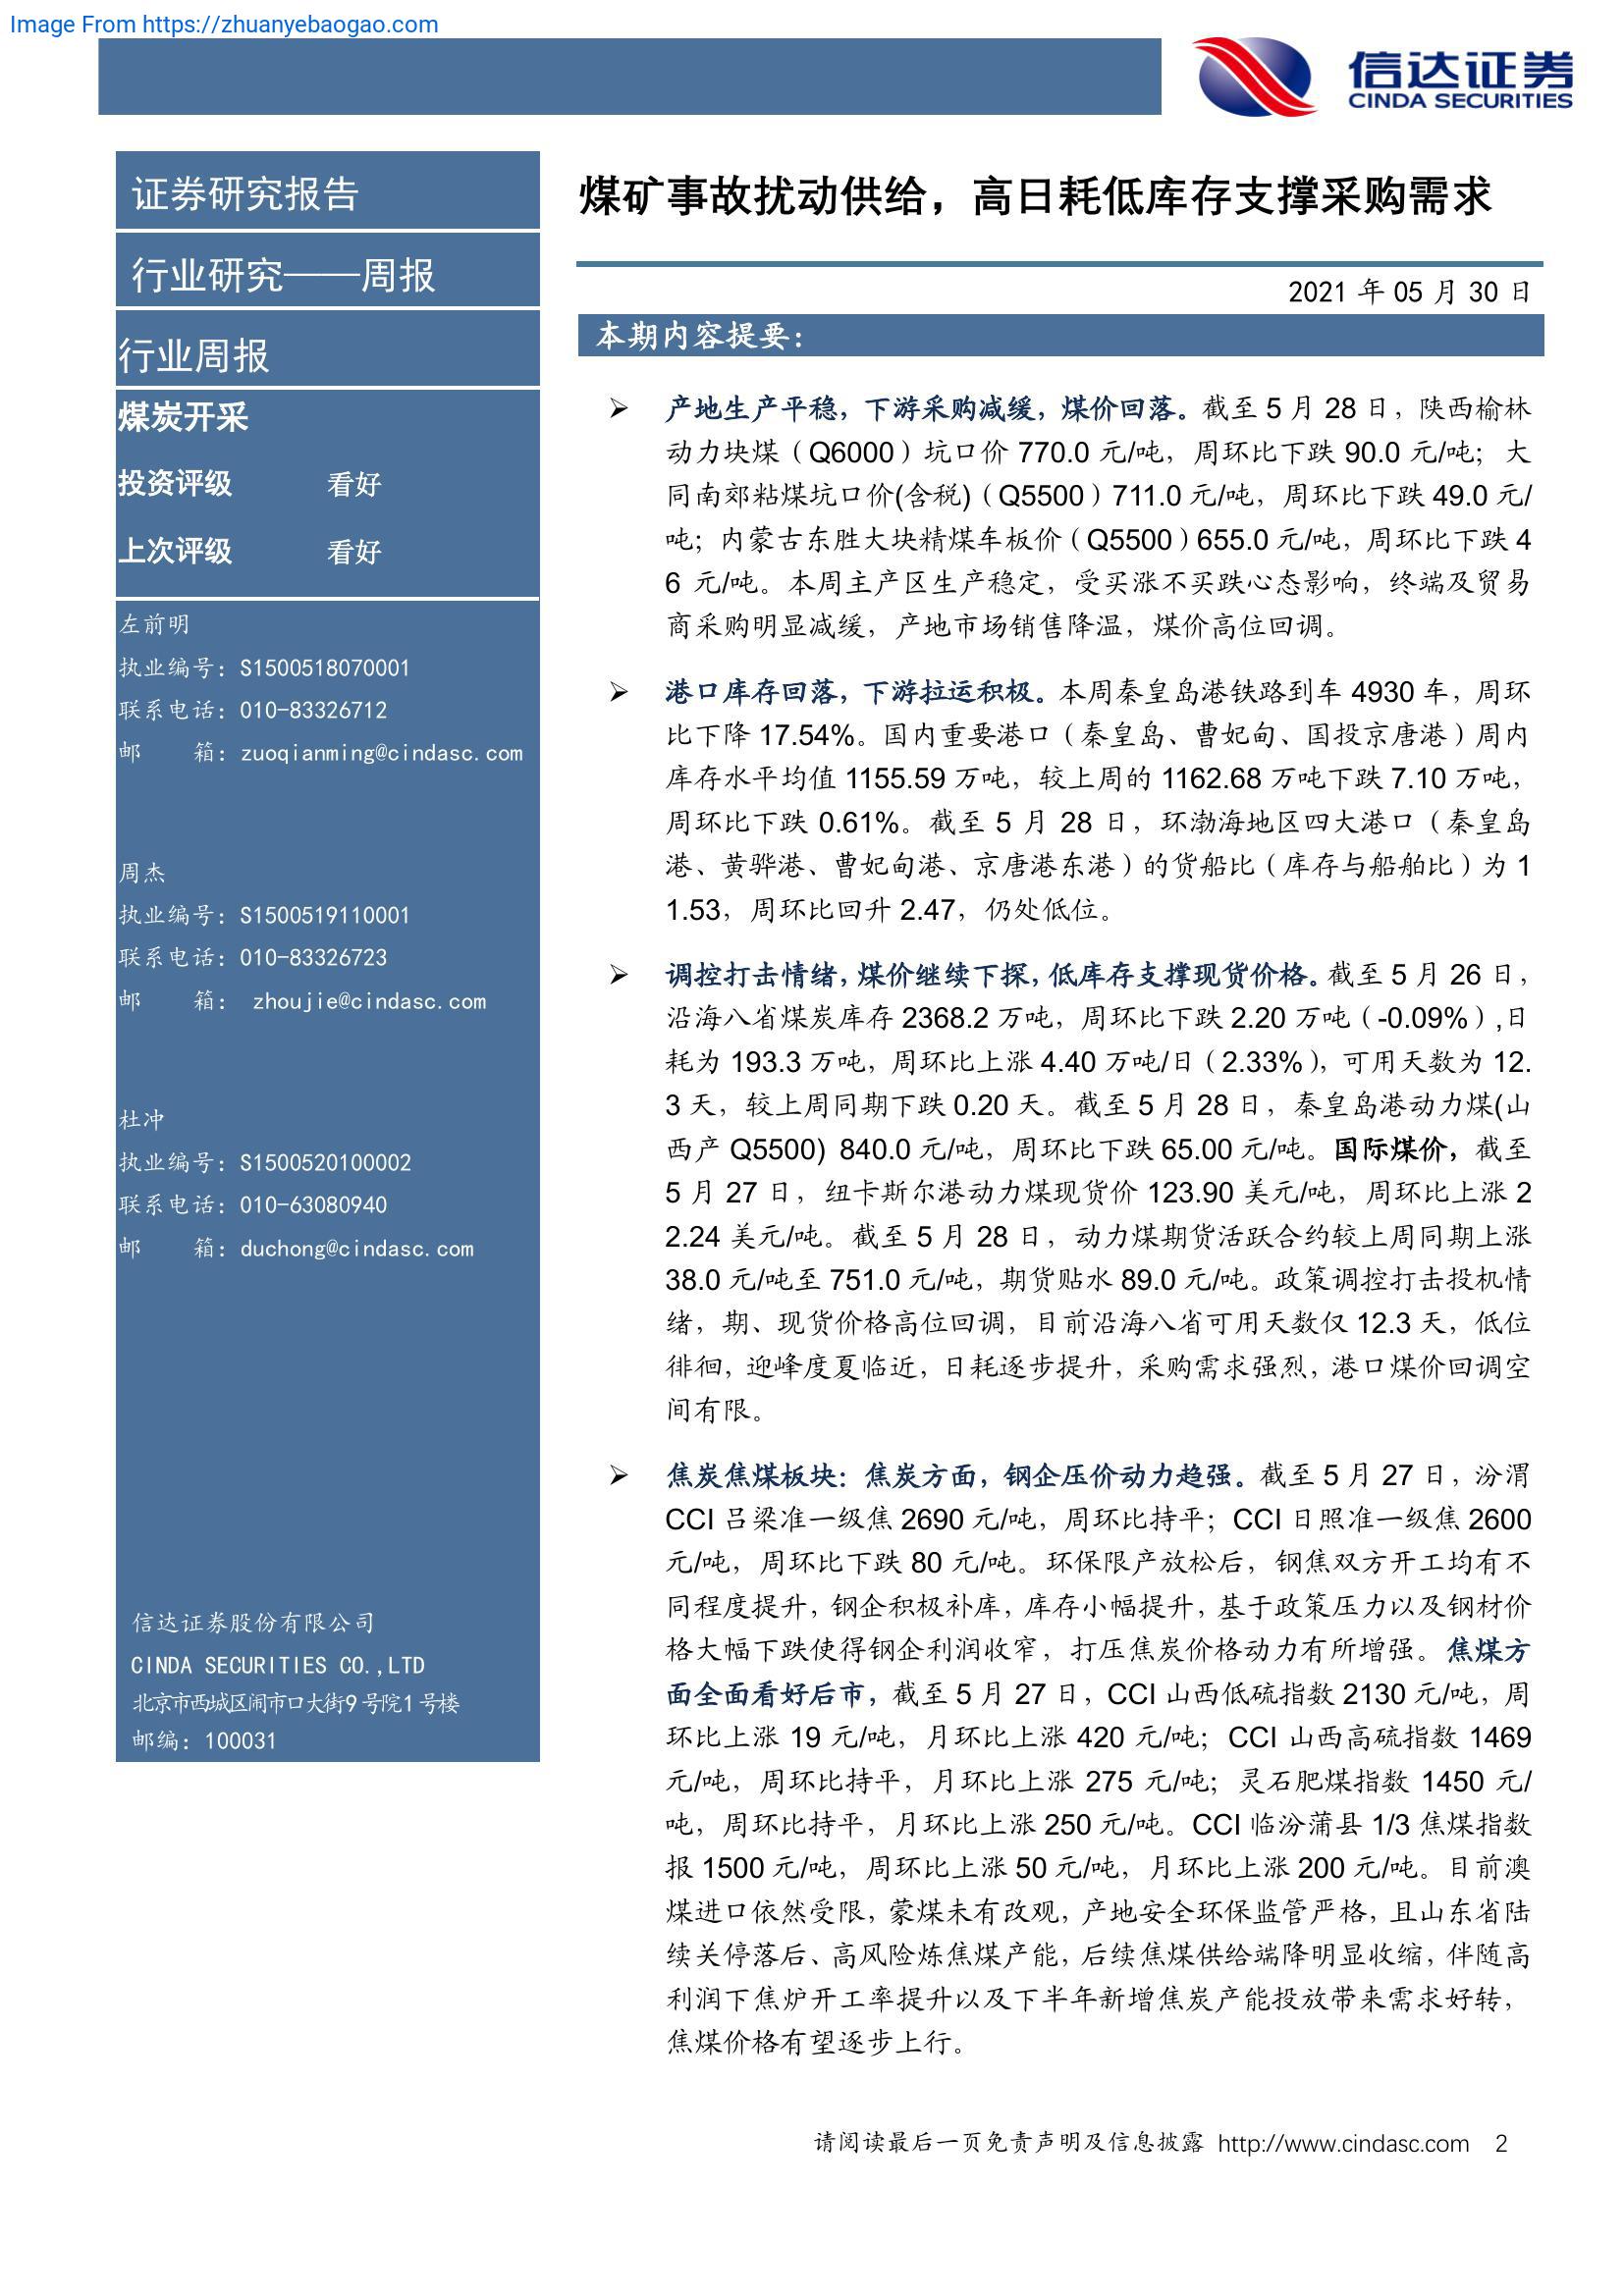 Image From https://zhuanyebaogao.com
信达证券
CINDA SECURITIES
证券研究报告
行业研究——周报
行业周报
煤炭开采
投资评级 看好
上次评级 看好
左前明
执业编号：S1500518070001
联系电话：010-83326712
邮 箱：zuoqianming@cindasc.com
周杰
执业编号：S1500519110001
联系电话：010-83326723
邮 箱： zhoujie@cindasc.com
杜冲
执业编号：S1500520100002
联系电话：010-63080940
邮 箱：duchong@cindasc.com
信达证券股份有限公司
CINDA SECURITIES CO.,LTD
北京市西城区闹市口大街9号院1号楼
邮编：100031
煤矿事故扰动供给，高日耗低库存支撑采购需求
2021 年 05 月 30 日
本期内容提要：
➢ 产地生产平稳，下游采购减缓，煤价回落。截至 5 月 28 日，陕西榆林
动力块煤（Q6000）坑口价 770.0 元/吨，周环比下跌 90.0 元/吨；大
同南郊粘煤坑口价(含税)（Q5500）711.0 元/吨，周环比下跌 49.0 元/
吨；内蒙古东胜大块精煤车板价（Q5500）655.0 元/吨，周环比下跌 4
6 元/吨。本周主产区生产稳定，受买涨不买跌心态影响，终端及贸易
商采购明显减缓，产地市场销售降温，煤价高位回调。
➢ 港口库存回落，下游拉运积极。本周秦皇岛港铁路到车 4930 车，周环
比下降 17.54%。国内重要港口（秦皇岛、曹妃甸、国投京唐港）周内
库存水平均值 1155.59 万吨，较上周的 1162.68 万吨下跌 7.10 万吨，
周环比下跌 0.61%。截至 5 月 28 日，环渤海地区四大港口（秦皇岛
港、黄骅港、曹妃甸港、京唐港东港）的货船比（库存与船舶比）为 1
1.53，周环比回升 2.47，仍处低位。
➢ 调控打击情绪，煤价继续下探，低库存支撑现货价格。截至 5 月 26 日，
沿海八省煤炭库存 2368.2 万吨，周环比下跌 2.20 万吨（-0.09%）,日
耗为 193.3 万吨，周环比上涨 4.40 万吨/日（2.33%），可用天数为 12.
3 天，较上周同期下跌 0.20 天。截至 5 月 28 日，秦皇岛港动力煤(山
西产 Q5500) 840.0 元/吨，周环比下跌 65.00 元/吨。国际煤价，截至
5 月 27 日，纽卡斯尔港动力煤现货价 123.90 美元/吨，周环比上涨 2
2.24 美元/吨。截至 5 月 28 日，动力煤期货活跃合约较上周同期上涨
38.0 元/吨至 751.0 元/吨，期货贴水 89.0 元/吨。政策调控打击投机情
绪，期、现货价格高位回调，目前沿海八省可用天数仅 12.3 天，低位
徘徊，迎峰度夏临近，日耗逐步提升，采购需求强烈，港口煤价回调空
间有限。
➢ 焦炭焦煤板块：焦炭方面，钢企压价动力趋强。截至 5 月 27 日，汾渭
CCI 吕梁准一级焦 2690 元/吨，周环比持平；CCI 日照准一级焦 2600
元/吨，周环比下跌 80 元/吨。环保限产放松后，钢焦双方开工均有不
同程度提升，钢企积极补库，库存小幅提升，基于政策压力以及钢材价
格大幅下跌使得钢企利润收窄，打压焦炭价格动力有所增强。焦煤方
面全面看好后市，截至 5 月 27 日，CCI 山西低硫指数 2130 元/吨，周
环比上涨 19 元/吨，月环比上涨 420 元/吨；CCI 山西高硫指数 1469
元/吨，周环比持平，月环比上涨 275 元/吨；灵石肥煤指数 1450 元/
吨，周环比持平，月环比上涨 250 元/吨。CCI 临汾蒲县 1/3 焦煤指数
报 1500 元/吨，周环比上涨 50 元/吨，月环比上涨 200 元/吨。目前澳
煤进口依然受限，蒙煤未有改观，产地安全环保监管严格，且山东省陆
续关停落后、高风险炼焦煤产能，后续焦煤供给端降明显收缩，伴随高
利润下焦炉开工率提升以及下半年新增焦炭产能投放带来需求好转，
焦煤价格有望逐步上行。
请阅读最后一页免责声明及信息披露 http://www.cindasc.com 2